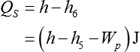 Q_S = h - h_6
= (h - h_5 - W_p) J